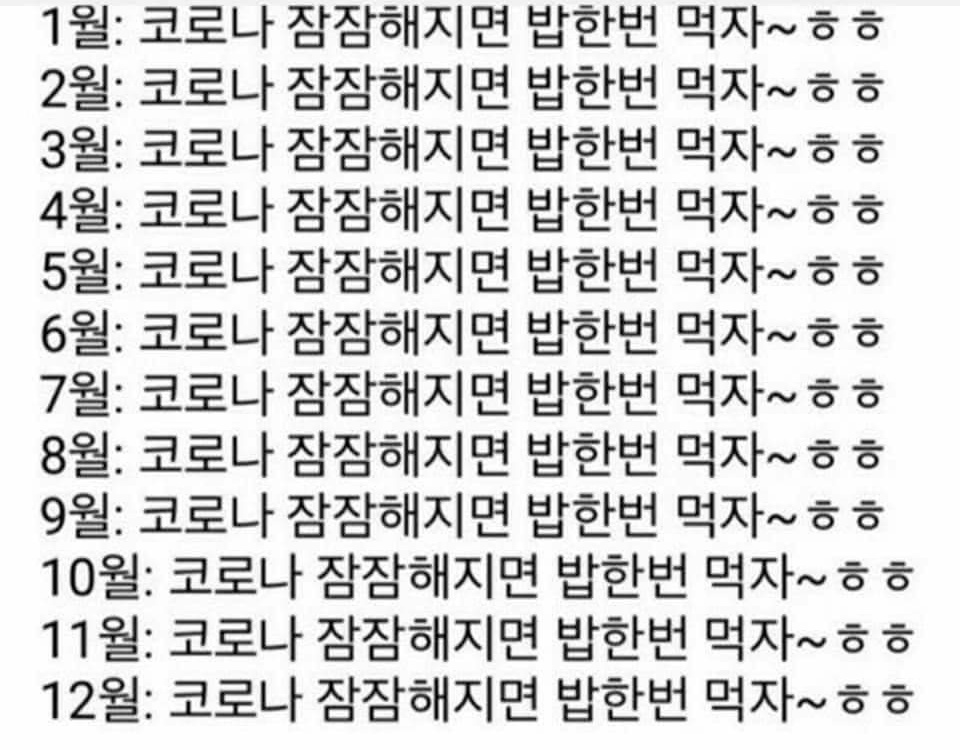 1월: 코로나 잠잠해지면 밥한번 먹자~ㅎㅎ
2월: 코로나 잠잠해지면 밥한번 먹자~ㅎㅎ
3월: 코로나 잠잠해지면 밥한번 먹자~ㅎㅎ
4월: 코로나 잠잠해지면 밥한번 먹자~ㅎㅎ
5월: 코로나 잠잠해지면 밥한번 먹자~ㅎㅎ
6월: 코로나 잠잠해지면 밥한번 먹자~ㅎㅎ
7월: 코로나 잠잠해지면 밥한번 먹자~ㅎㅎ
8월: 코로나 잠잠해지면 밥한번 먹자~ㅎㅎ
9월: 코로나 잠잠해지면 밥한번 먹자~ㅎㅎ
10월: 코로나 잠잠해지면 밥한번 먹자~ㅎㅎ
11월: 코로나 잠잠해지면 밥한번 먹자~ㅎㅎ
12월: 코로나 잠잠해지면 밥한번 먹자~ㅎㅎ